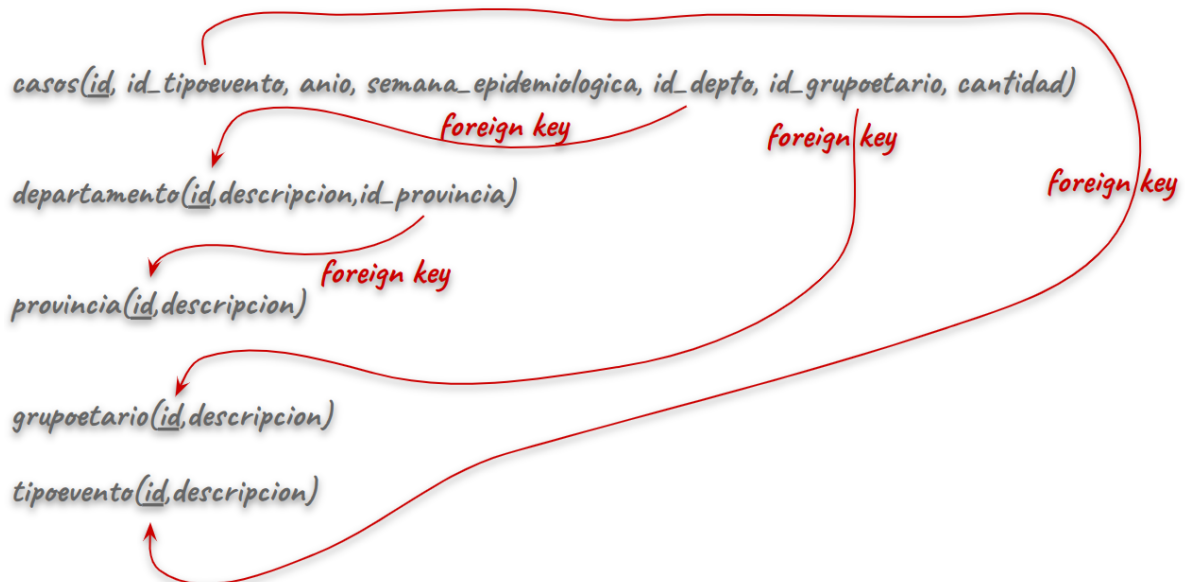 casos(id, id_tipoevento, anio, semana_epidemiologica, id_depto, id_grupoetario, cantidad)
foreign key
foreign key
foreign key
departamento(id,descripcion,id_provincia)
foreign key
provincia(id,descripcion)
grupoetario(id,descripcion)
tipoevento(id,descripcion)